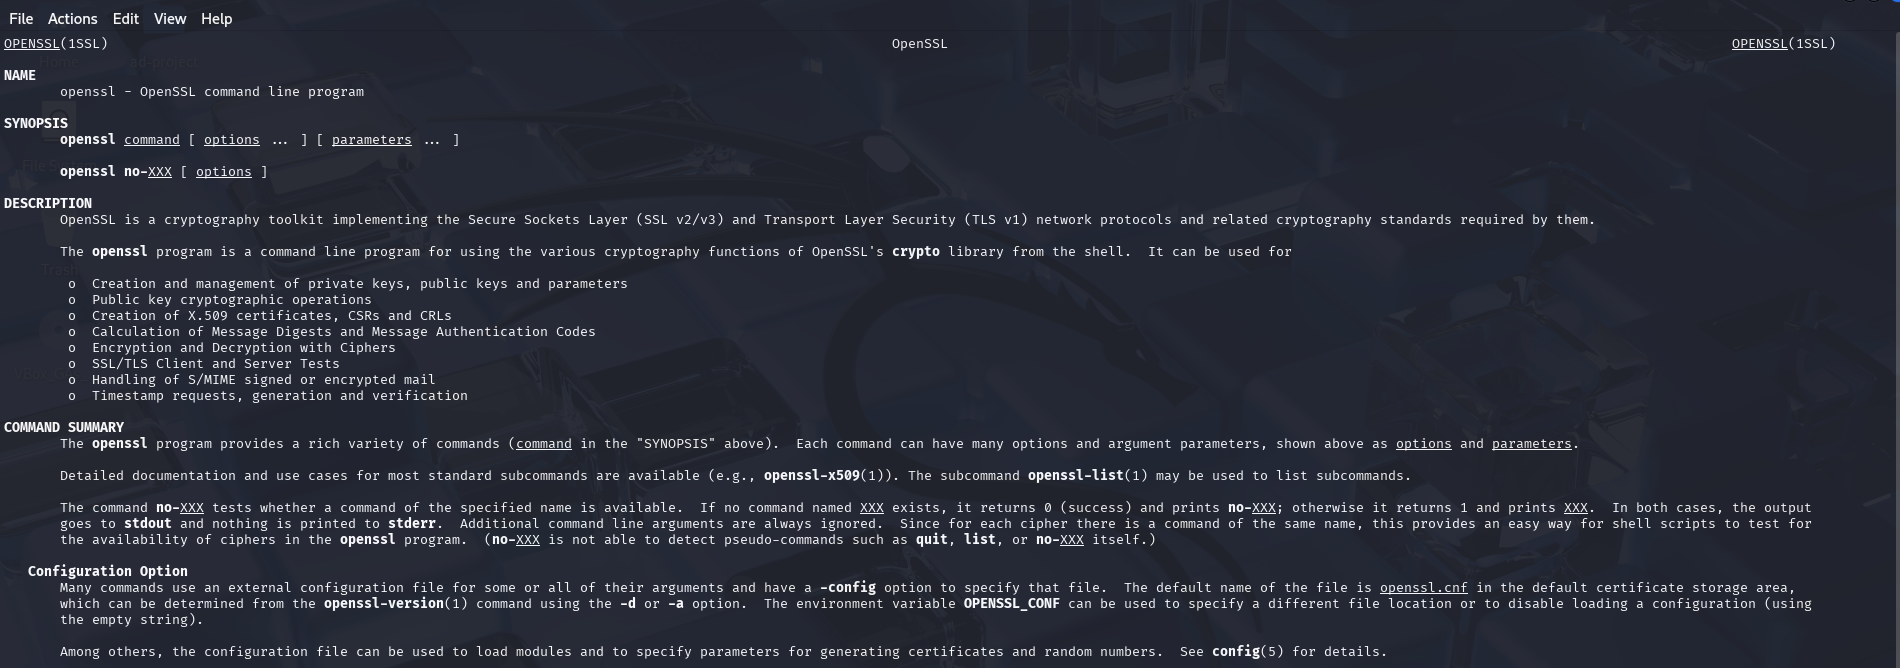 File Actions Edit View Help
OPENSSL(1SSL) OpenSSL OPENSSL(1SSL)
Home ad-project
NAME
openssl - OpenSSL command line program
SYNOPSIS
openssl command [ options ... ] [ parameters ... ]
File System
openssl no-XXX [ options ]
DESCRIPTION
OpenSSL is a cryptography toolkit implementing the Secure Sockets Layer (SSL v2/v3) and Transport Layer Security (TLS v1) network protocols and related cryptography standards required by them.
The openssl program is a command line program for using the various cryptography functions of OpenSSL's crypto library from the shell.  It can be used for
Trash
o  Creation and management of private keys, public keys and parameters
o  Public key cryptographic operations
o  Creation of X.509 certificates, CSRs and CRLs
o  Calculation of Message Digests and Message Authentication Codes
o  Encryption and Decryption with Ciphers
o  SSL/TLS Client and Server Tests
o  Handling of S/MIME signed or encrypted mail
o  Timestamp requests, generation and verification
COMMAND SUMMARY
The openssl program provides a rich variety of commands (command in the "SYNOPSIS" above).  Each command can have many options and argument parameters, shown above as options and parameters.
Detailed documentation and use cases for most standard subcommands are available (e.g., openssl-x509(1)). The subcommand openssl-list(1) may be used to list subcommands.
The command no-XXX tests whether a command of the specified name is available.  If no command named XXX exists, it returns 0 (success) and prints no-XXX; otherwise it returns 1 and prints XXX.  In both cases, the output
goes to stdout and nothing is printed to stderr.  Additional command line arguments are always ignored.  Since for each cipher there is a command of the same name, this provides an easy way for shell scripts to test for
the availability of ciphers in the openssl program.  (no-XXX is not able to detect pseudo-commands such as quit, list, or no-XXX itself.)
Configuration Option
Many commands use an external configuration file for some or all of their arguments and have a -config option to specify that file.  The default name of the file is openssl.cnf in the default certificate storage area,
which can be determined from the openssl-version(1) command using the -d or -a option.  The environment variable OPENSSL_CONF can be used to specify a different file location or to disable loading a configuration (using
the empty string).
Among others, the configuration file can be used to load modules and to specify parameters for generating certificates and random numbers.  See config(5) for details.